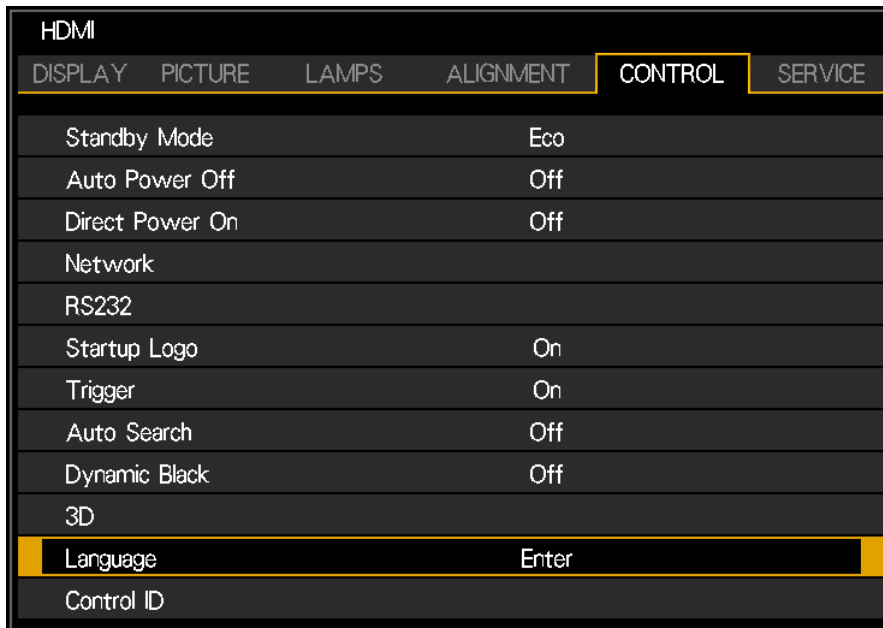 HDMI
DISPLAY PICTURE LAMPS ALIGNMENT CONTROL SERVICE
Standby Mode Eco
Auto Power Off Off
Direct Power On Off
Network
RS232
Startup Logo On
Trigger On
Auto Search Off
Dynamic Black Off
3D
Language Enter
Control ID